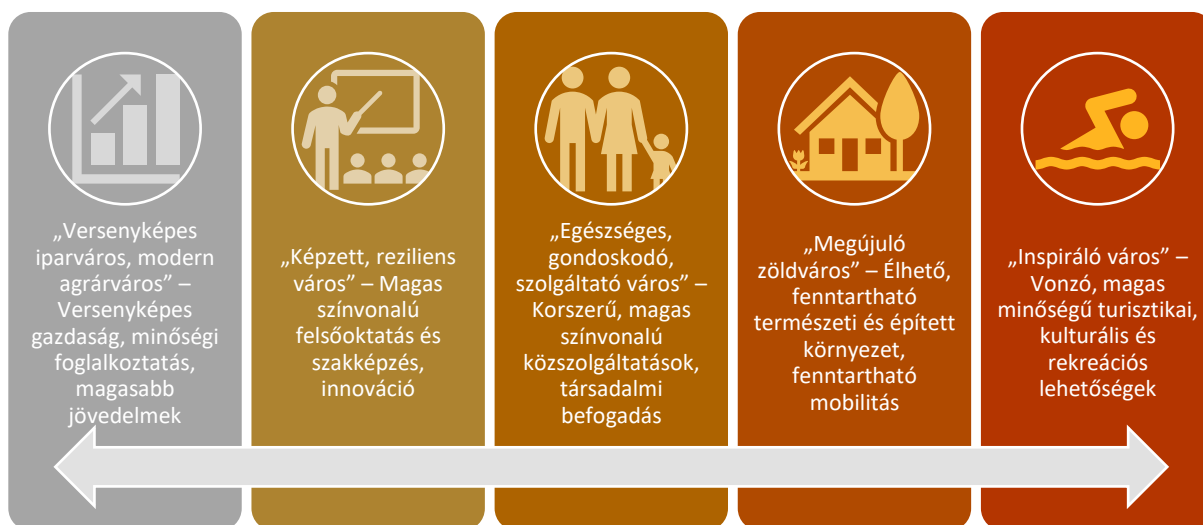 „Versenyképes
iparváros, modern
agrárváros” –
Versenyképes
gazdaság, minőségi
foglalkoztatás,
magasabb
jövedelmek
„Képzett, reziliens
város” – Magas
színvonalú
felsőoktatás és
szakképzés,
innováció
„Egészséges,
gondoskodó,
szolgáltató város” –
Korszerű, magas
színvonalú
közszolgáltatások,
társadalmi
befogadás
„Megújuló
zöldváros” – Élhető,
fenntartható
természeti és épített
környezet,
fenntartható
mobilitás
„Inspiráló város” –
Vonzó, magas
minőségű turisztikai,
kulturális és
rekreációs
lehetőségek